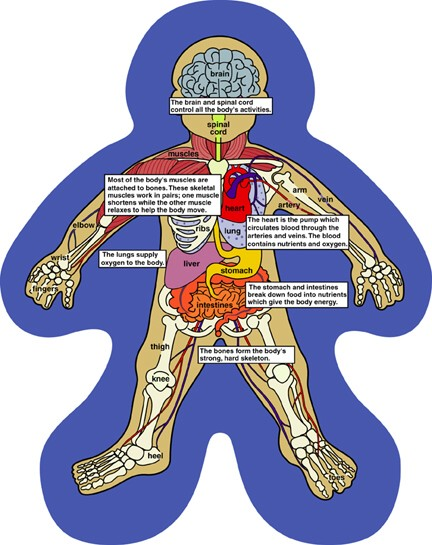 brain
The brain and spinal cord
control all the body's activities.
spinal
cord
muscles
Most of the body's muscles are
attached to bones. These skeletal
muscles work in pairs; one muscle
shortens while the other muscle
relaxes to help the body move.
arm
vein
artery
heart
The heart is the pump which
circulates blood through the
arteries and veins. The blood
contains nutrients and oxygen.
elbow
ribs
lung
wrist
The lungs supply
oxygen to the body.
liver
stomach
fingers
The stomach and intestines
break down food into nutrients
which give the body energy.
intestines
thigh
The bones form the body's
strong, hard skeleton.
knee
heel
toes